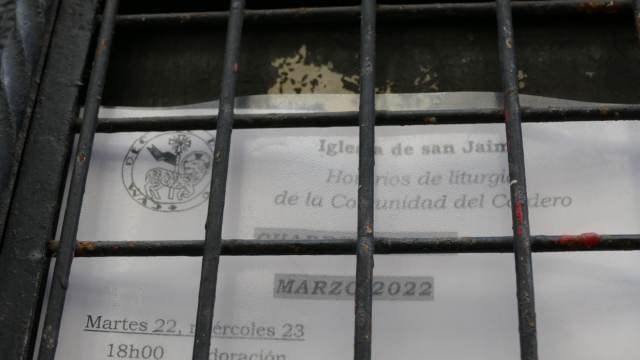 Iglesia de san Jaim
Horarios de liturgia
de la Comunidad del Cordero
MARZO 2022
Martes 22, miércoles 23
18h00 adoración